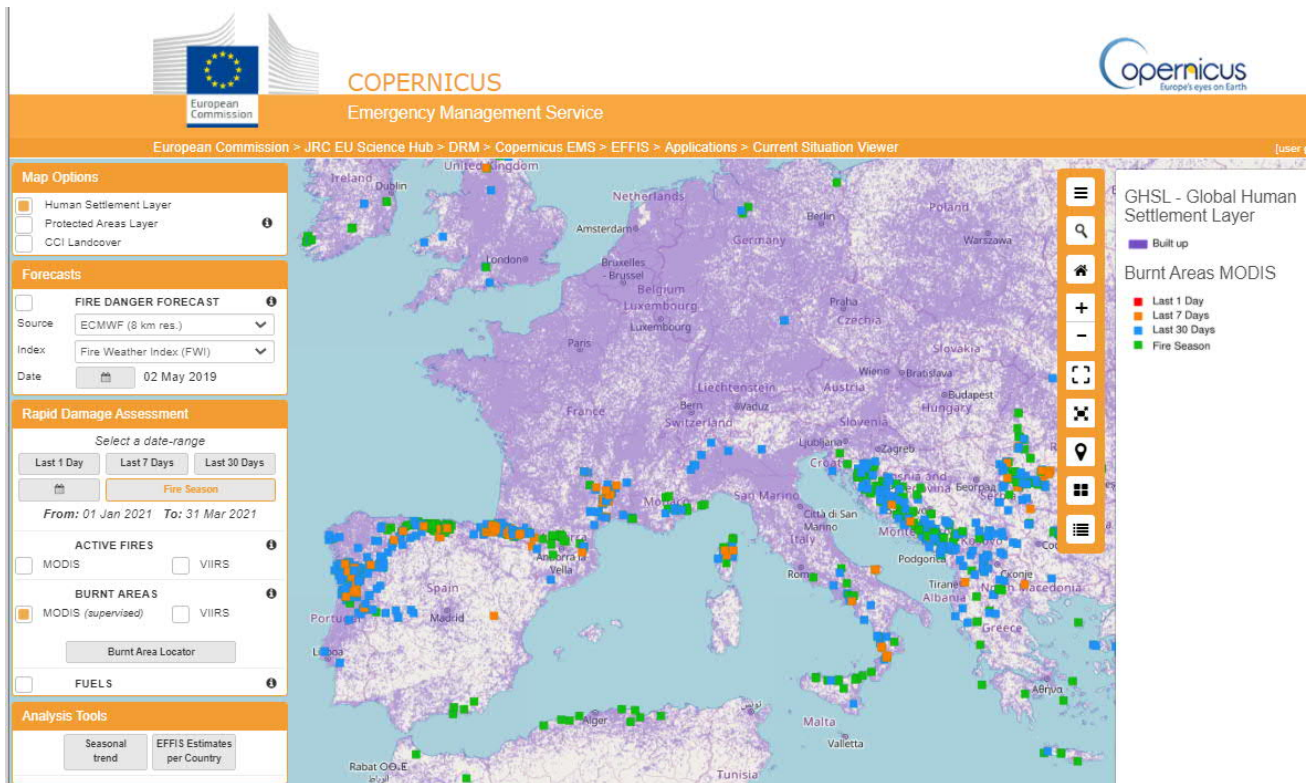 European
Commission
COPERNICUS
Emergency Management Service
opernicus
Europe's eyes on Earth
European Commission > JRC EU Science Hub > DRM > Copernicus EMS > EFFIS > Applications > Current Situation Viewer
[user
Map Options
Human Settlement Layer
Protected Areas Layer
CCI Landcover
Forecasts
FIRE DANGER FORECAST
Source ECMWF (8 km res.)
Index Fire Weather Index (FWI)
Date 02 May 2019
Rapid Damage Assessment
Select a date-range
Last 1 Day Last 7 Days Last 30 Days
Fire Season
From: 01 Jan 2021 To: 31 Mar 2021
ACTIVE FIRES
MODIS VIIRS
BURNT AREAS
MODIS (supervised) VIIRS
Burnt Area Locator
FUELS
Analysis Tools
Seasonal
trend
EFFIS Estimates
per Country
Ireland
Dublin
United Kingdom
London
Netherlands
Amsterdam
Bruxelles
- Brussel
Belgium
Luxembourg
Luxembourg
Germany
Berlin
Poland
Warszawa
Praha
Czechia
Paris
France
Slovakia
Wien
Bratislava
Liechtenstein
Austria
Budapest
Hungary
Bern
Vaduz
Switzerland
Slovenia
Ljubljana
Zagreb
Београд
Monaco
San Marino
Città di San
Marino
Italy
Podgorica
Скопје
Tiranë
Albania
North Macedonia
Andorra la
Vella
Spain
Madrid
Portugal
Lisboa
Roma
Greece
Αθήνα
Alger
تونس
Malta
Valletta
Tunisia
Rabat
GHSL - Global Human
Settlement Layer
Built up
Burnt Areas MODIS
Last 1 Day
Last 7 Days
Last 30 Days
Fire Season